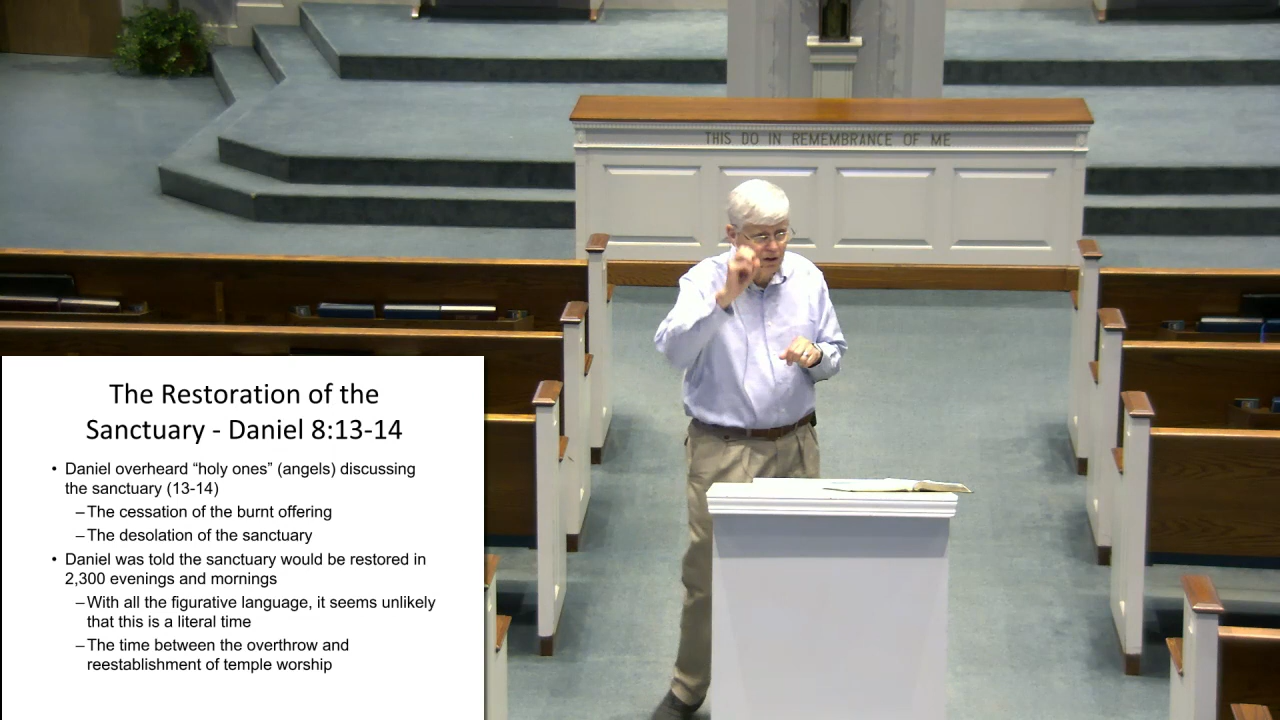 THIS DO IN REMEMBRANCE OF ME
The Restoration of the
Sanctuary - Daniel 8:13-14
• Daniel overheard “holy ones” (angels) discussing
the sanctuary (13-14)
– The cessation of the burnt offering
– The desolation of the sanctuary
• Daniel was told the sanctuary would be restored in
2,300 evenings and mornings
– With all the figurative language, it seems unlikely
that this is a literal time
– The time between the overthrow and
reestablishment of temple worship